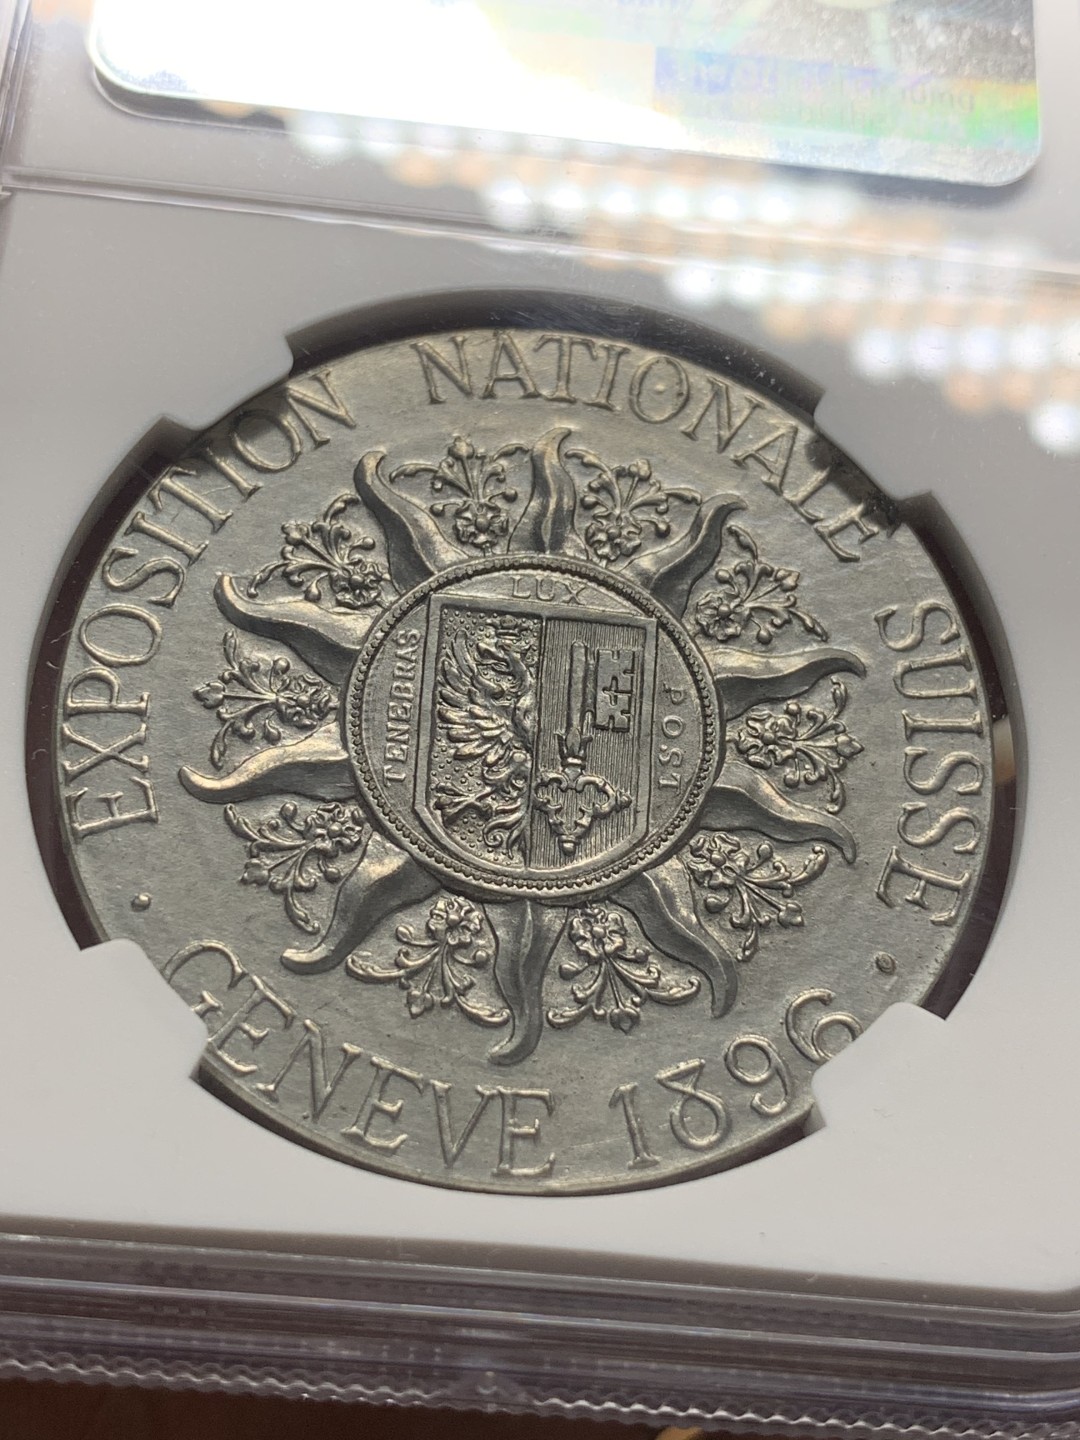 EXPOSITION NATIONALE SUISSE
· GENEVE 1896 ·
POST
TENEBRAS
LUX